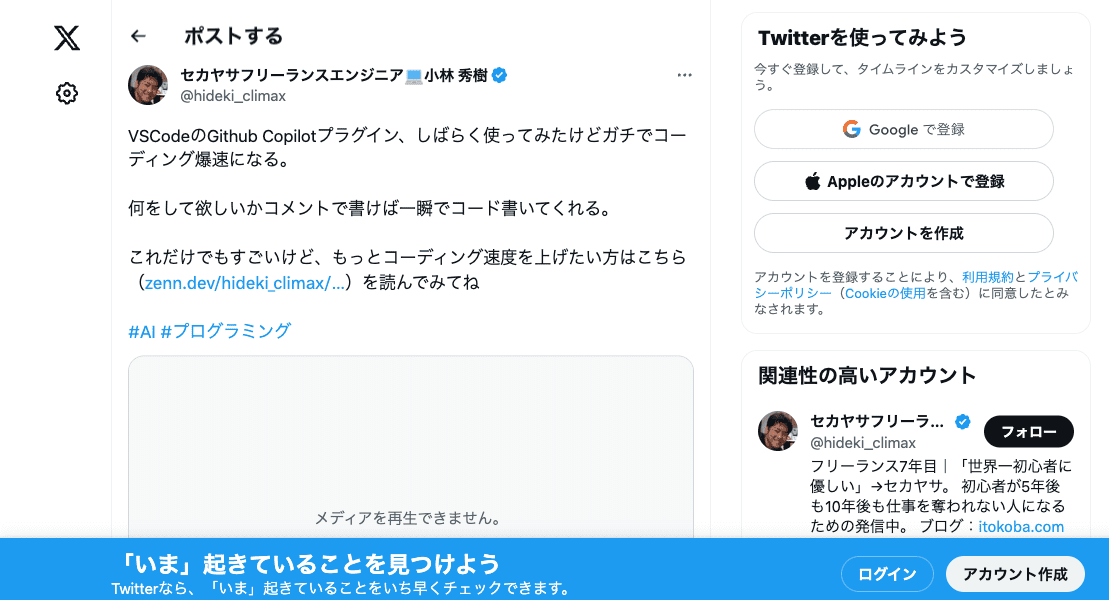 ポストする
セカヤサフリーランスエンジニア💻小林 秀樹
@hideki_climax
VSCodeのGithub Copilotプラグイン、しばらく使ってみたけどガチでコー
ディング爆速になる。
何をして欲しいかコメントで書けば一瞬でコード書いてくれる。
これだけでもすごいけど、もっとコーディング速度を上げたい方はこちら
（zenn.dev/hideki_climax/...）を読んでみてね
#AI #プログラミング
メディアを再生できません。
Twitterを使ってみよう
今すぐ登録して、タイムラインをカスタマイズしましょ
う。
Google で登録
Appleのアカウントで登録
アカウントを作成
アカウントを登録することにより、利用規約とプライバ
シーポリシー（Cookieの使用を含む）に同意したとみ
なされます。
関連性の高いアカウント
セカヤサフリーラ...
@hideki_climax
フォロー
フリーランス7年目｜「世界一初心者に
優しい」→セカヤサ。 初心者が5年後
も10年後も仕事を奪われない人になる
ための発信中。 ブログ：itokoba.com
「いま」起きていることを見つけよう
Twitterなら、「いま」起きていることをいち早くチェックできます。
ログイン
アカウント作成